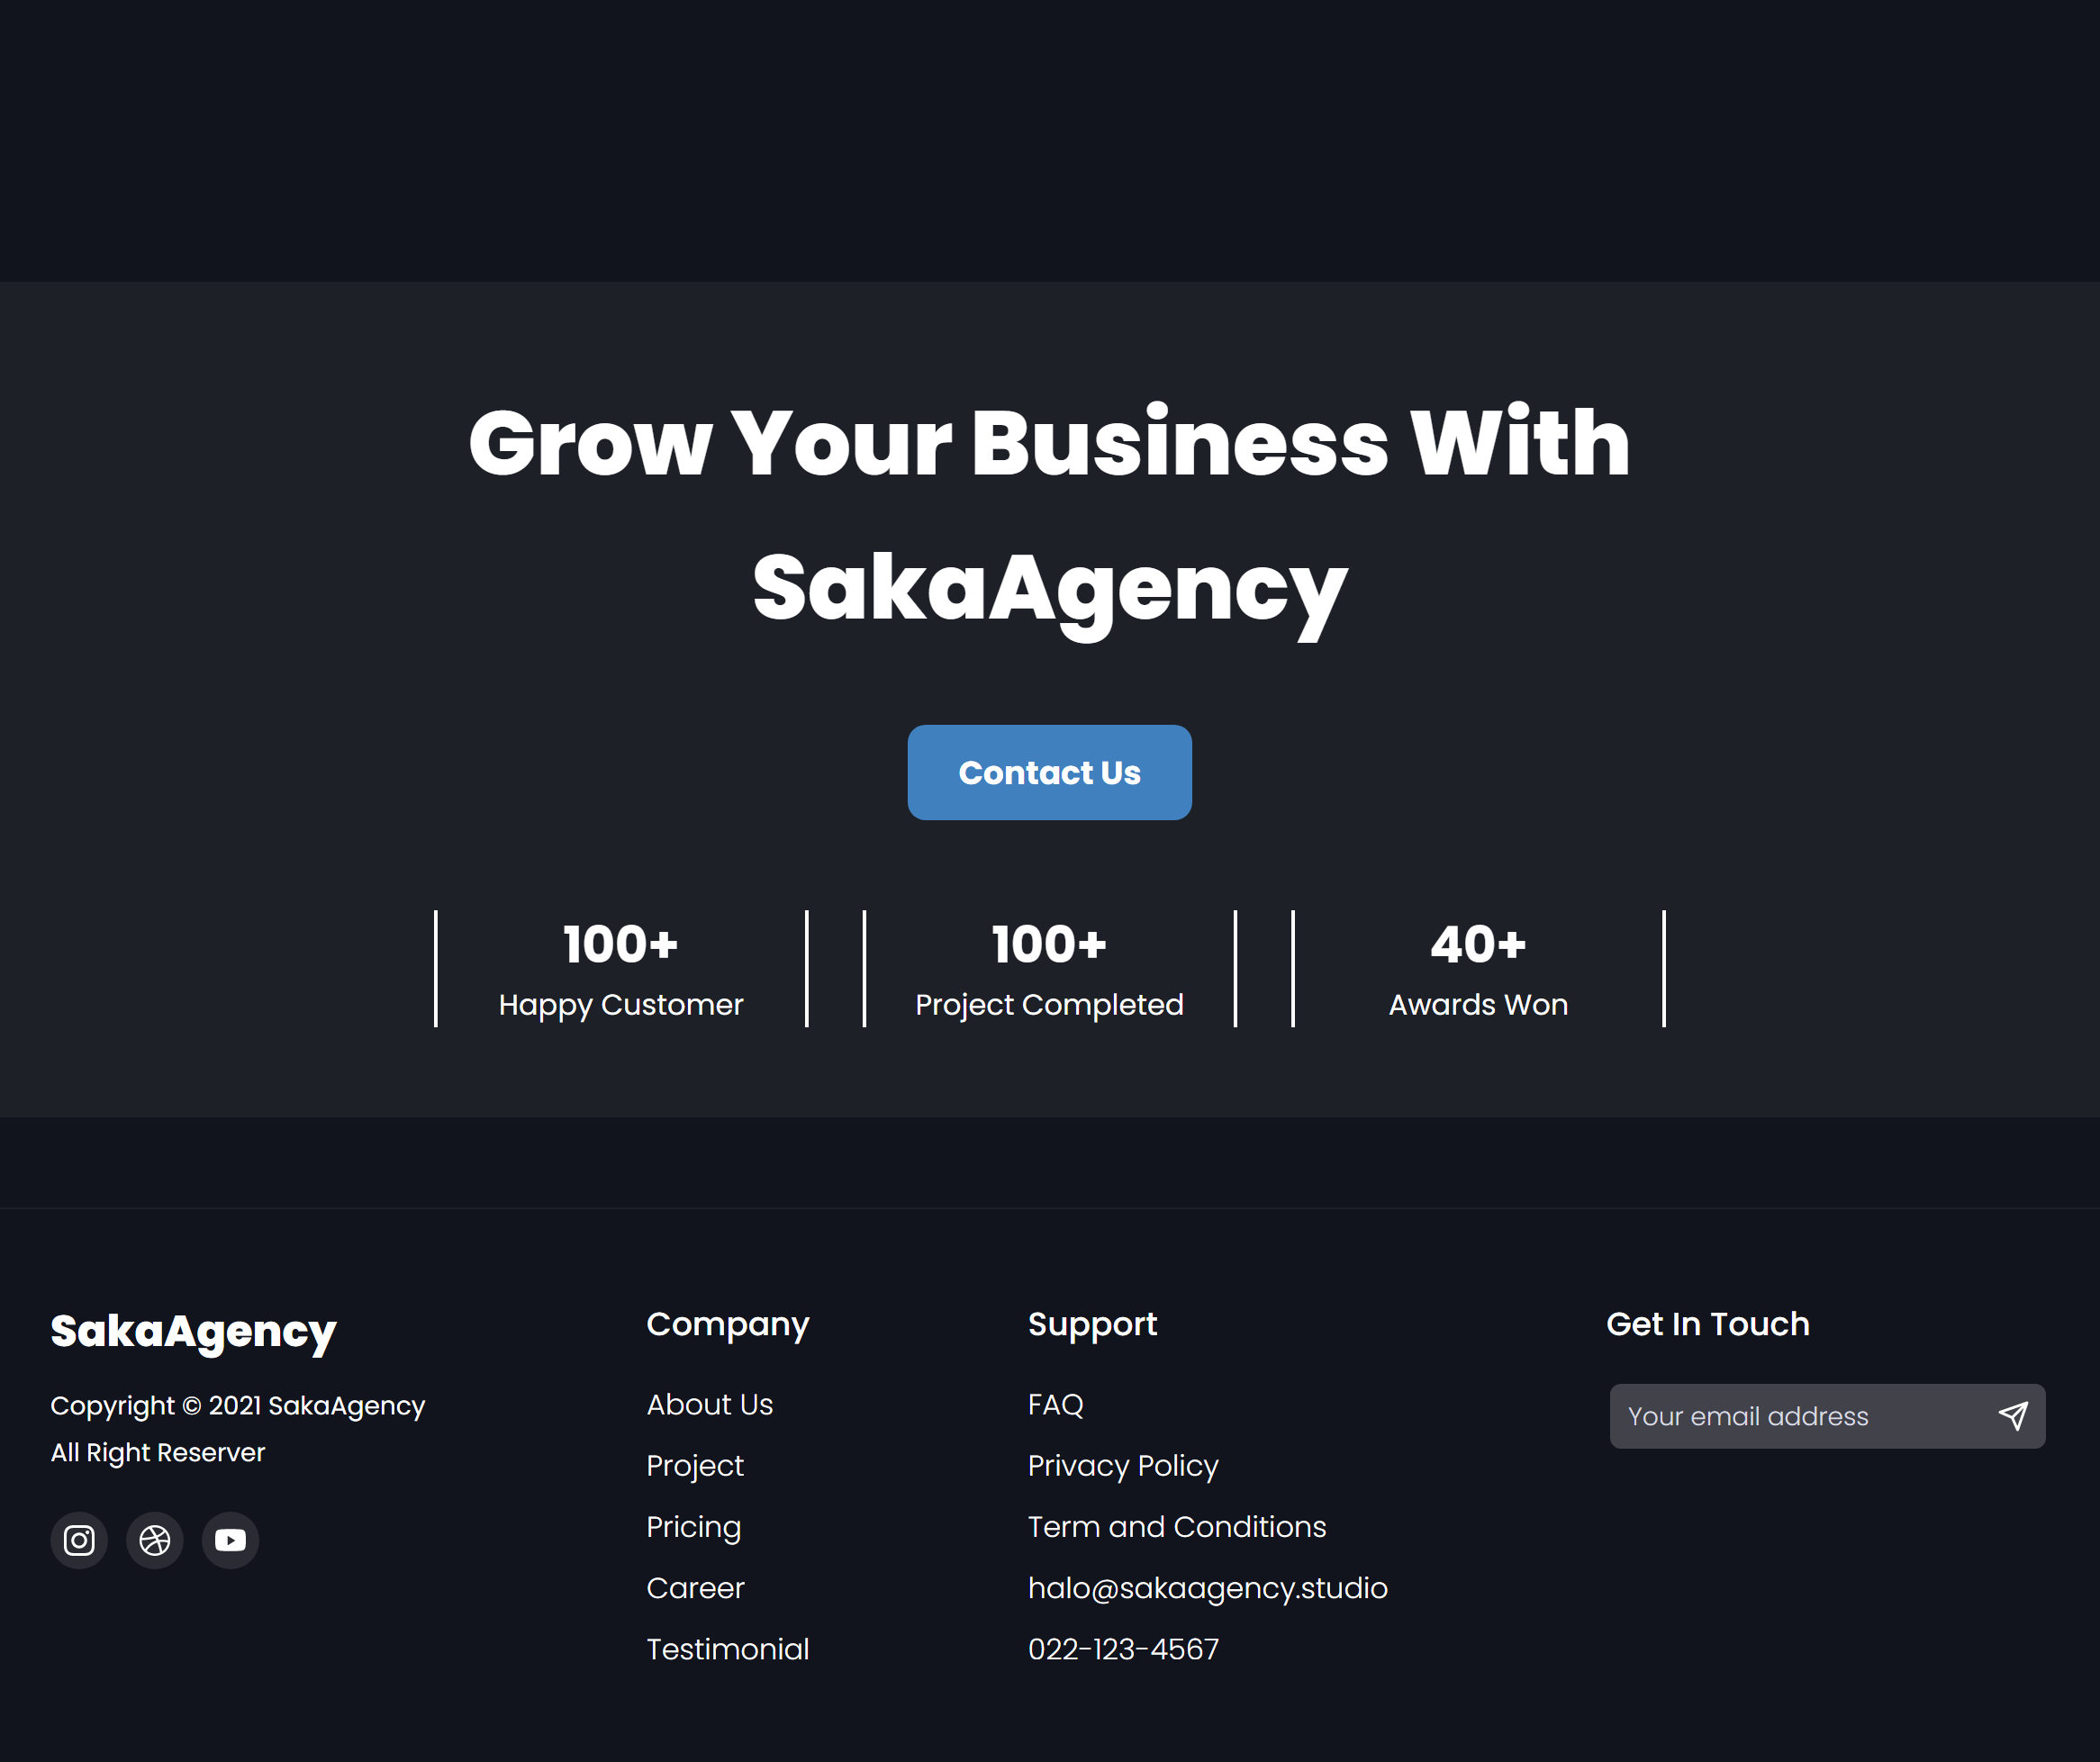 Grow Your Business With
SakaAgency
Contact Us
100+
Happy Customer
100+
Project Completed
40+
Awards Won
SakaAgency
Copyright © 2021 SakaAgency
All Right Reserver
Company
About Us
Project
Pricing
Career
Testimonial
Support
FAQ
Privacy Policy
Term and Conditions
halo@sakaagency.studio
022-123-4567
Get In Touch
Your email address